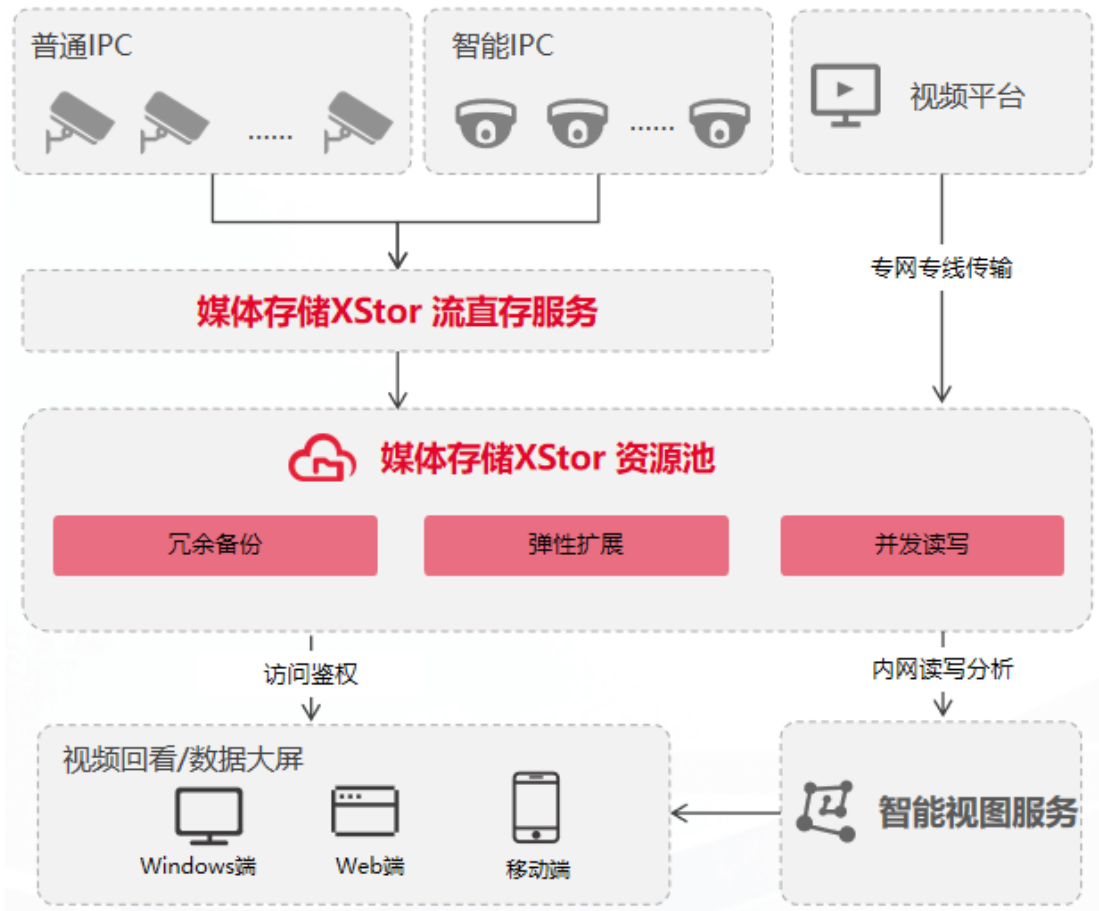 普通IPC
智能IPC
视频平台
......
......
专网专线传输
媒体存储XStor 流直存服务
媒体存储XStor 资源池
冗余备份
弹性扩展
并发读写
访问鉴权
内网读写分析
视频回看/数据大屏
Windows端
Web端
移动端
智能视图服务